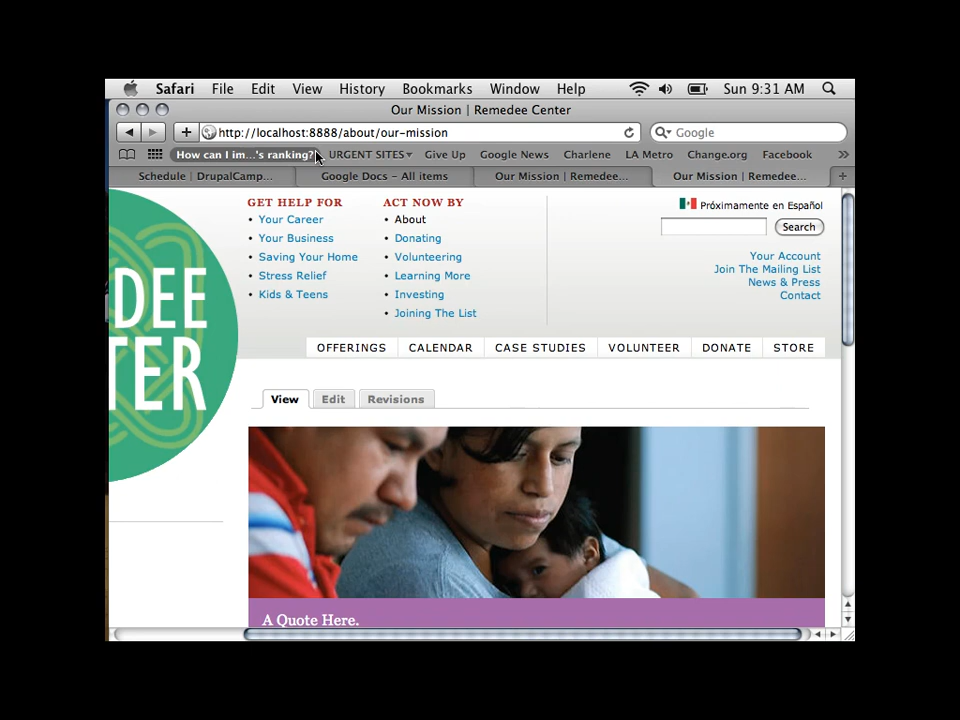 Safari File Edit View History Bookmarks Window Help Sun 9:31 AM
Our Mission | Remedee Center
http://localhost:8888/about/our-mission Google
How can I im...'s ranking? URGENT SITES Give Up Google News Charlene LA Metro Change.org Facebook
Schedule | DrupalCamp... Google Docs - All items Our Mission | Remedee... Our Mission | Remedee...
GET HELP FOR
Your Career
Your Business
Saving Your Home
Stress Relief
Kids & Teens
ACT NOW BY
About
Donating
Volunteering
Learning More
Investing
Joining The List
Próximamente en Español
Search
Your Account
Join The Mailing List
News & Press
Contact
DEE
TER
OFFERINGS CALENDAR CASE STUDIES VOLUNTEER DONATE STORE
View Edit Revisions
A Quote Here.